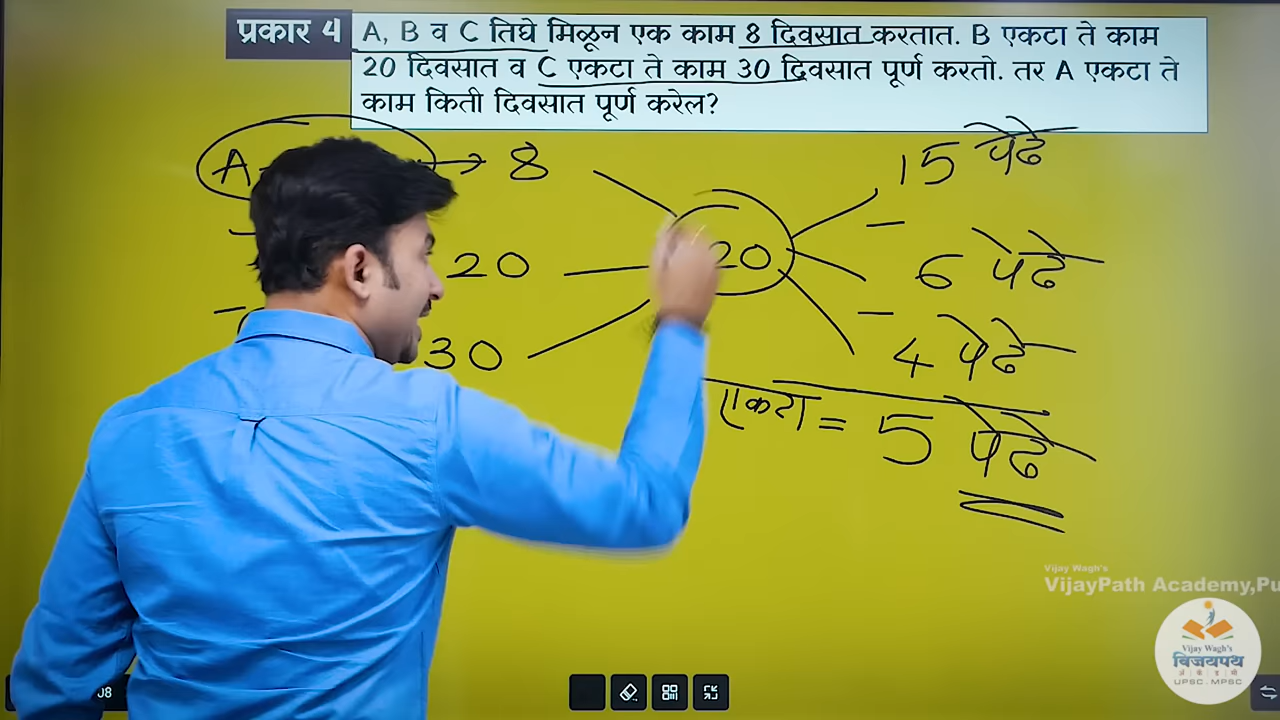 प्रकार 4
A, B व C तिघे मिळून एक काम 8 दिवसात करतात. B एकटा ते काम
20 दिवसात व C एकटा ते काम 30 दिवसात पूर्ण करतो. तर A एकटा ते
काम किती दिवसात पूर्ण करेल?
A → 8
15 पेढे
20
20
- 6 पेढे
30
- 4 पेढे
एकटा = 5 पेढे
Vijay Wagh's
VijayPath Academy,Pu
Vijay Wagh's
विजयपथ
UPSC . MPSC